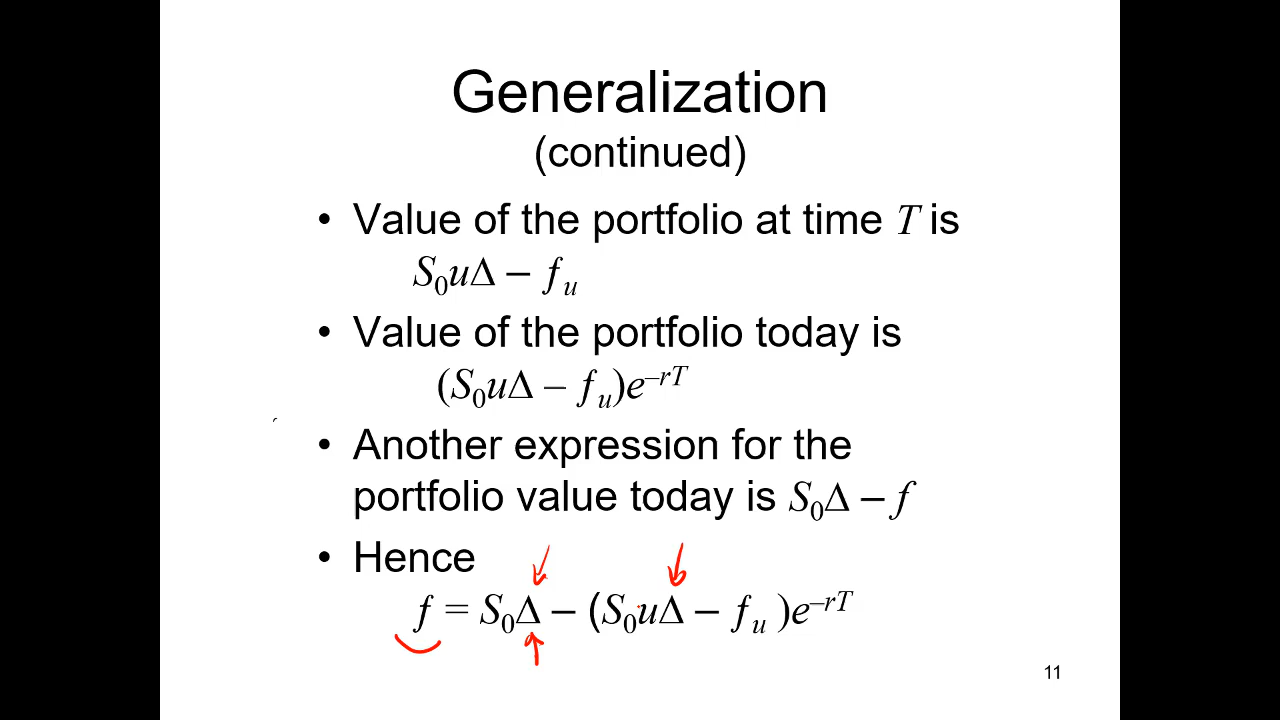 Generalization
(continued)
• Value of the portfolio at time T is
S₀uΔ – fᵤ
• Value of the portfolio today is
(S₀uΔ – fᵤ)e⁻ʳᵀ
• Another expression for the
portfolio value today is S₀Δ – f
• Hence
f = S₀Δ – (S₀uΔ – fᵤ )e⁻ʳᵀ
11